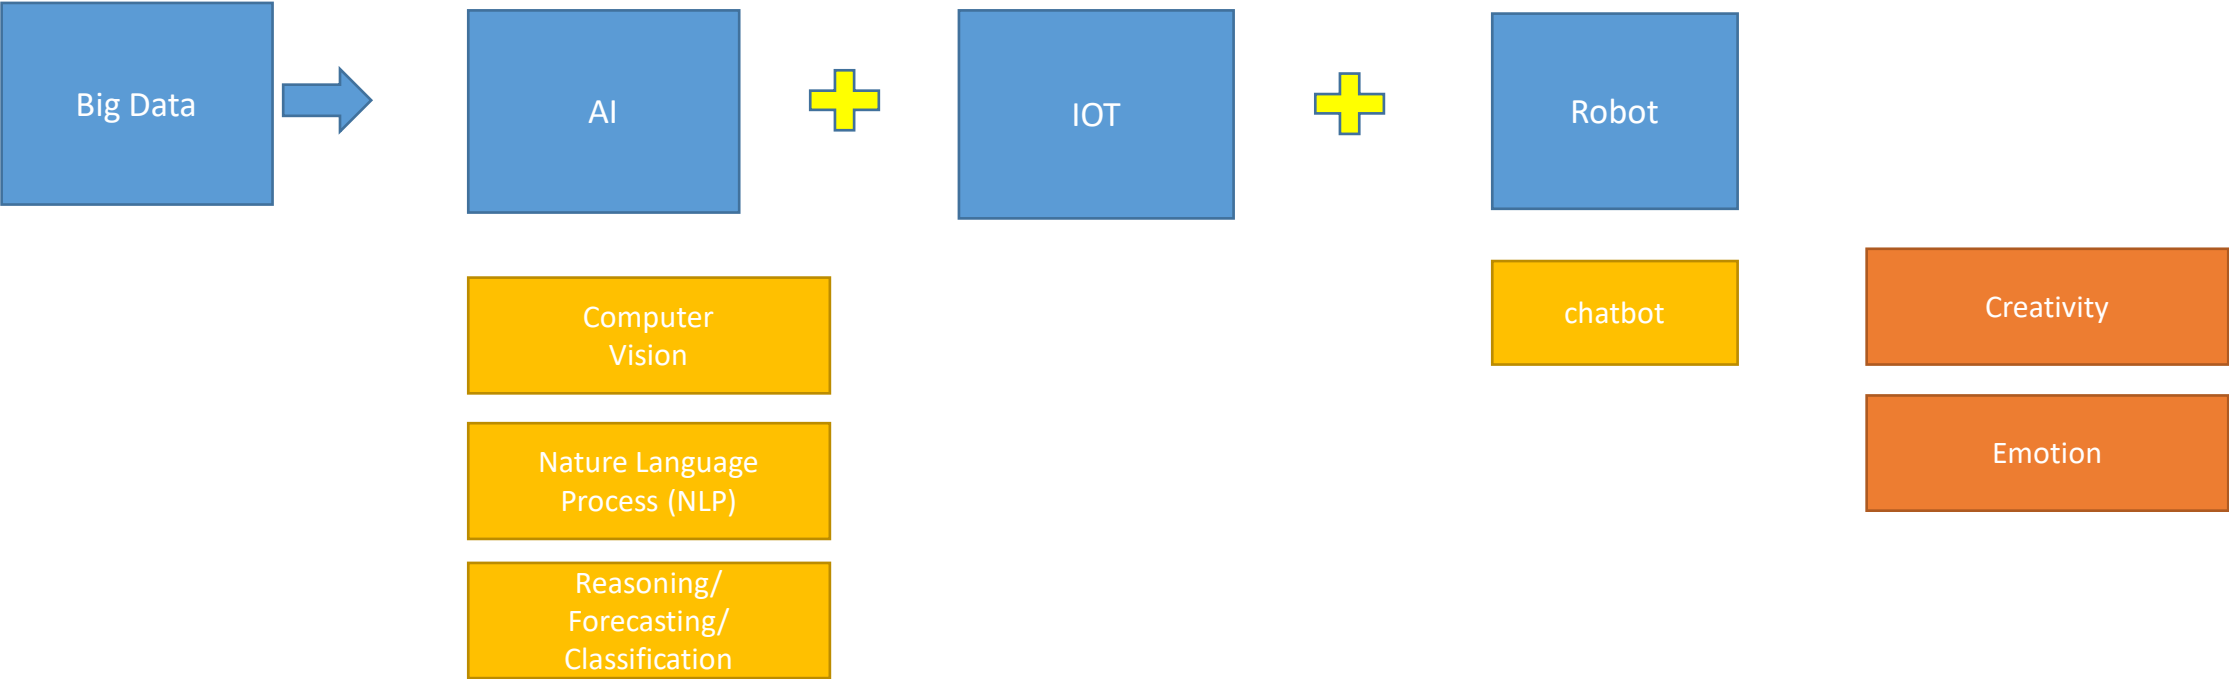 Big Data
AI
IOT
Robot
Computer
Vision
Nature Language
Process (NLP)
Reasoning/
Forecasting/
Classification
chatbot
Creativity
Emotion